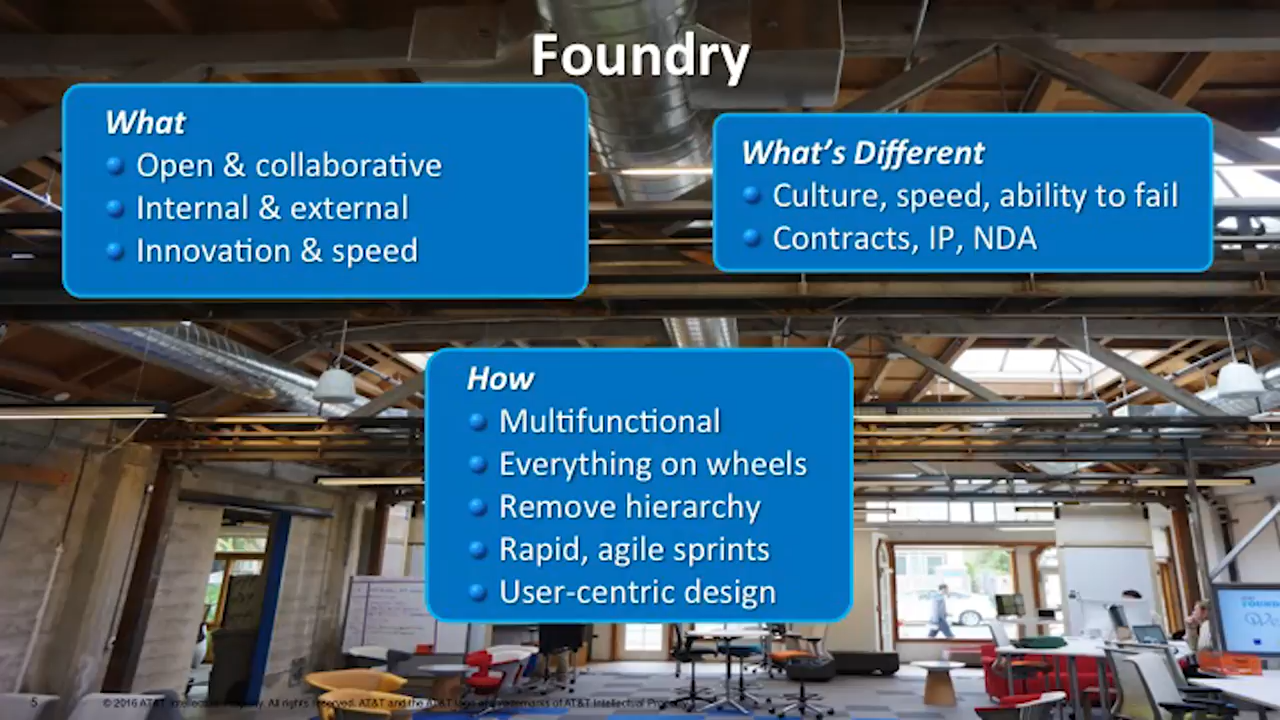 Foundry
What
Open & collaborative
Internal & external
Innovation & speed
What's Different
Culture, speed, ability to fail
Contracts, IP, NDA
How
Multifunctional
Everything on wheels
Remove hierarchy
Rapid, agile sprints
User-centric design
5
© 2016 AT&T Intellectual Property. All rights reserved. AT&T and the AT&T logo are trademarks of AT&T Intellectual Property.